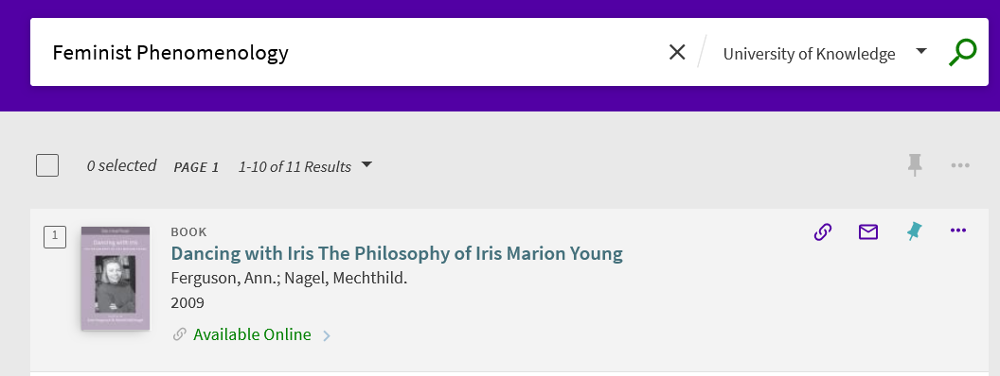 Feminist Phenomenology
University of Knowledge
0 selected PAGE 1 1-10 of 11 Results
1
BOOK
Dancing with Iris The Philosophy of Iris Marion Young
Ferguson, Ann.; Nagel, Mechthild.
2009
Available Online
Dancing with Iris